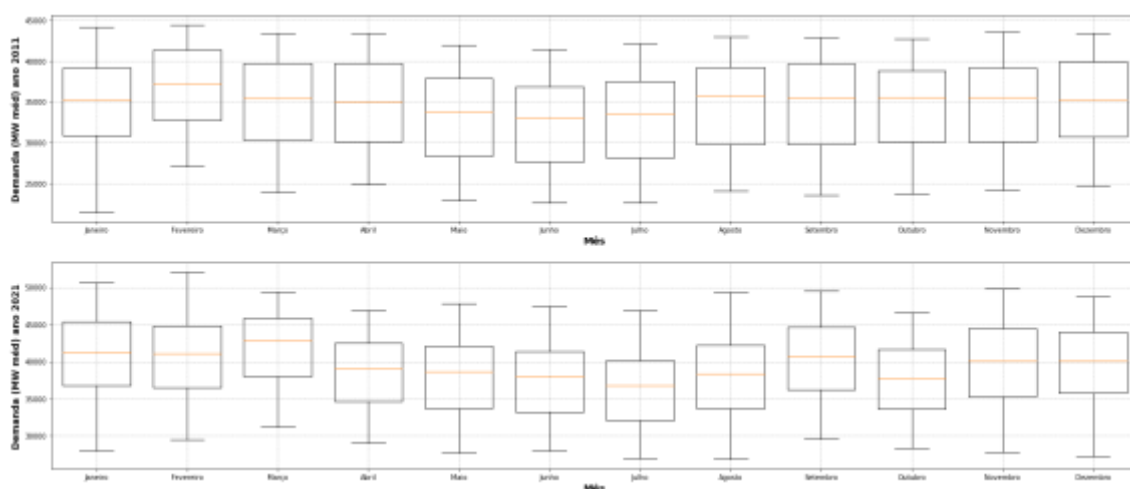 Demanda (MW méd) ano 2011
45000
40000
35000
30000
25000
Janeiro Fevereiro Março Abril Maio Junho Julho Agosto Setembro Outubro Novembro Dezembro
Mês
Demanda (MW méd) ano 2021
50000
45000
40000
35000
30000
Janeiro Fevereiro Março Abril Maio Junho Julho Agosto Setembro Outubro Novembro Dezembro
Mês